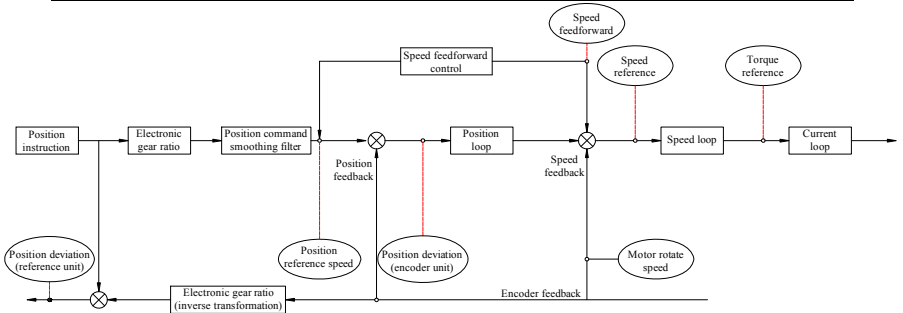 Speed
feedforward
Speed feedforward
control
Speed
reference
Torque
reference
Position
instruction
Electronic
gear ratio
Position command
smoothing filter
Position
loop
Speed loop
Current
loop
Position
feedback
Speed
feedback
Position deviation
(reference unit)
Position
reference speed
Position deviation
(encoder unit)
Motor rotate
speed
Electronic gear ratio
(inverse transformation)
Encoder feedback